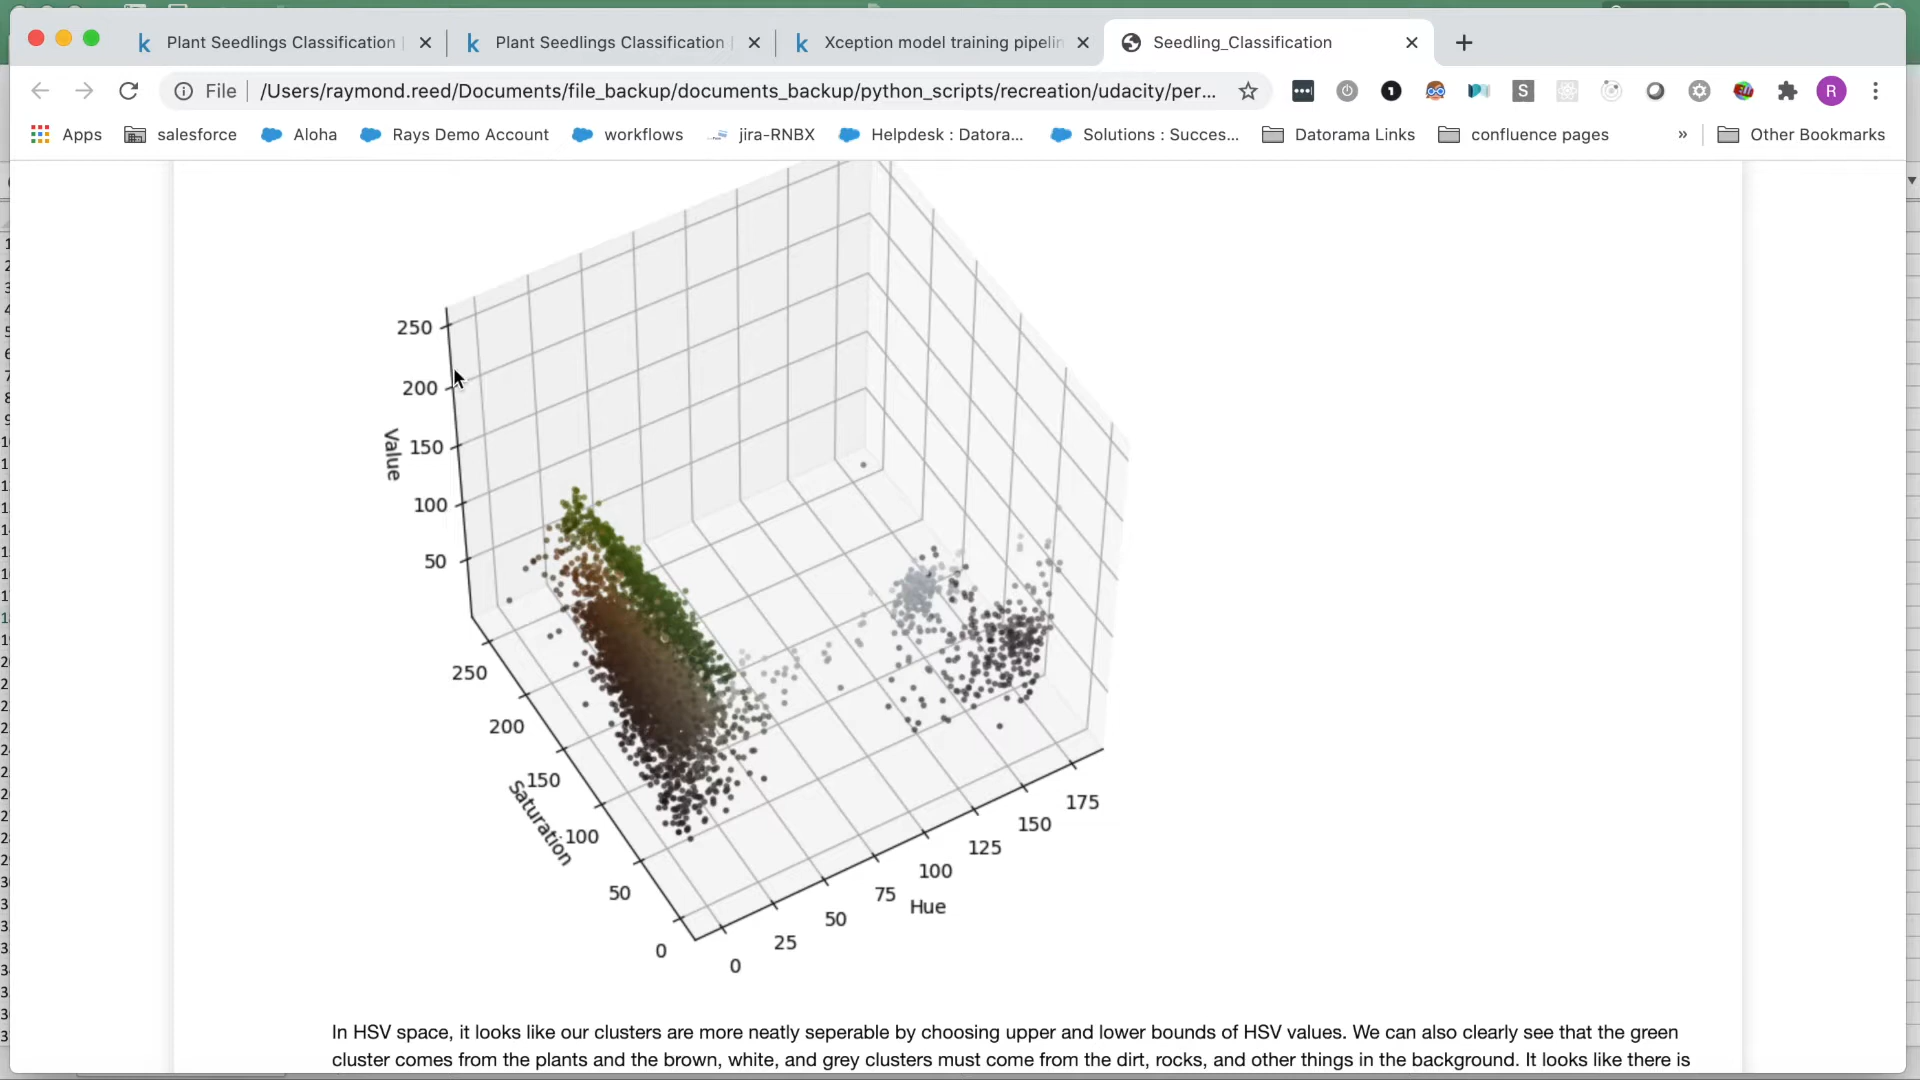 Plant Seedlings Classification
Plant Seedlings Classification
Xception model training pipelin
Seedling_Classification
File /Users/raymond.reed/Documents/file_backup/documents_backup/python_scripts/recreation/udacity/per...
R
Apps salesforce Aloha Rays Demo Account workflows jira-RNBX Helpdesk : Datora... Solutions : Succes... Datorama Links confluence pages » Other Bookmarks
250
200
150
100
50
Value
250
200
150
100
50
0
Saturation
0
25
50
75
100
125
150
175
Hue
In HSV space, it looks like our clusters are more neatly seperable by choosing upper and lower bounds of HSV values. We can also clearly see that the green
cluster comes from the plants and the brown, white, and grey clusters must come from the dirt, rocks, and other things in the background. It looks like there is